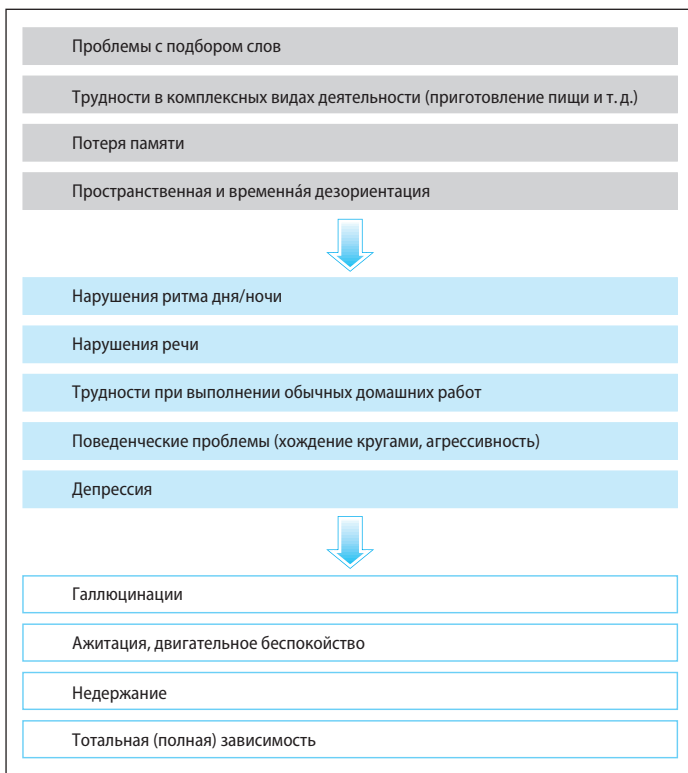 Проблемы с подбором слов
Трудности в комплексных видах деятельности (приготовление пищи и т. д.)
Потеря памяти
Пространственная и временнáя дезориентация
Нарушения ритма дня/ночи
Нарушения речи
Трудности при выполнении обычных домашних работ
Поведенческие проблемы (хождение кругами, агрессивность)
Депрессия
Галлюцинации
Ажитация, двигательное беспокойство
Недержание
Тотальная (полная) зависимость